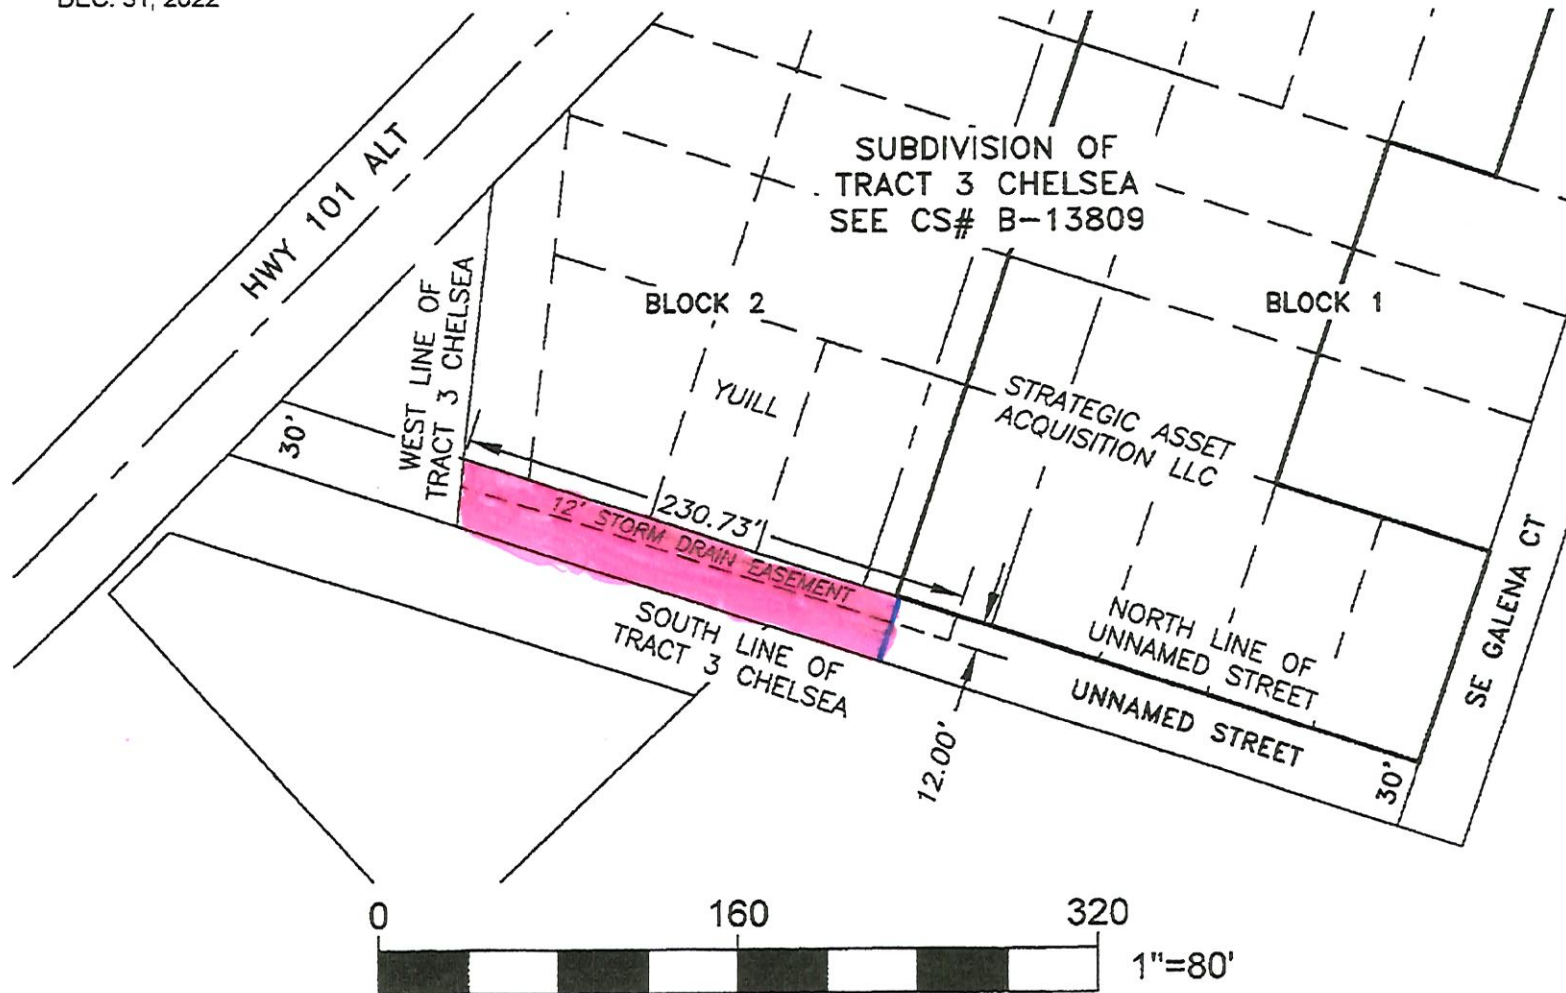 DEC. 31, 2022
HWY 101 ALT
SUBDIVISION OF
TRACT 3 CHELSEA
SEE CS# B-13809
BLOCK 2
BLOCK 1
WEST LINE OF
TRACT 3 CHELSEA
30'
YUILL
STRATEGIC ASSET
ACQUISITION LLC
230.73'
12' STORM DRAIN EASEMENT
SOUTH LINE OF
TRACT 3 CHELSEA
NORTH LINE OF
UNNAMED STREET
UNNAMED STREET
SE GALENA CT
12.00'
30'
0 160 320
1"=80'